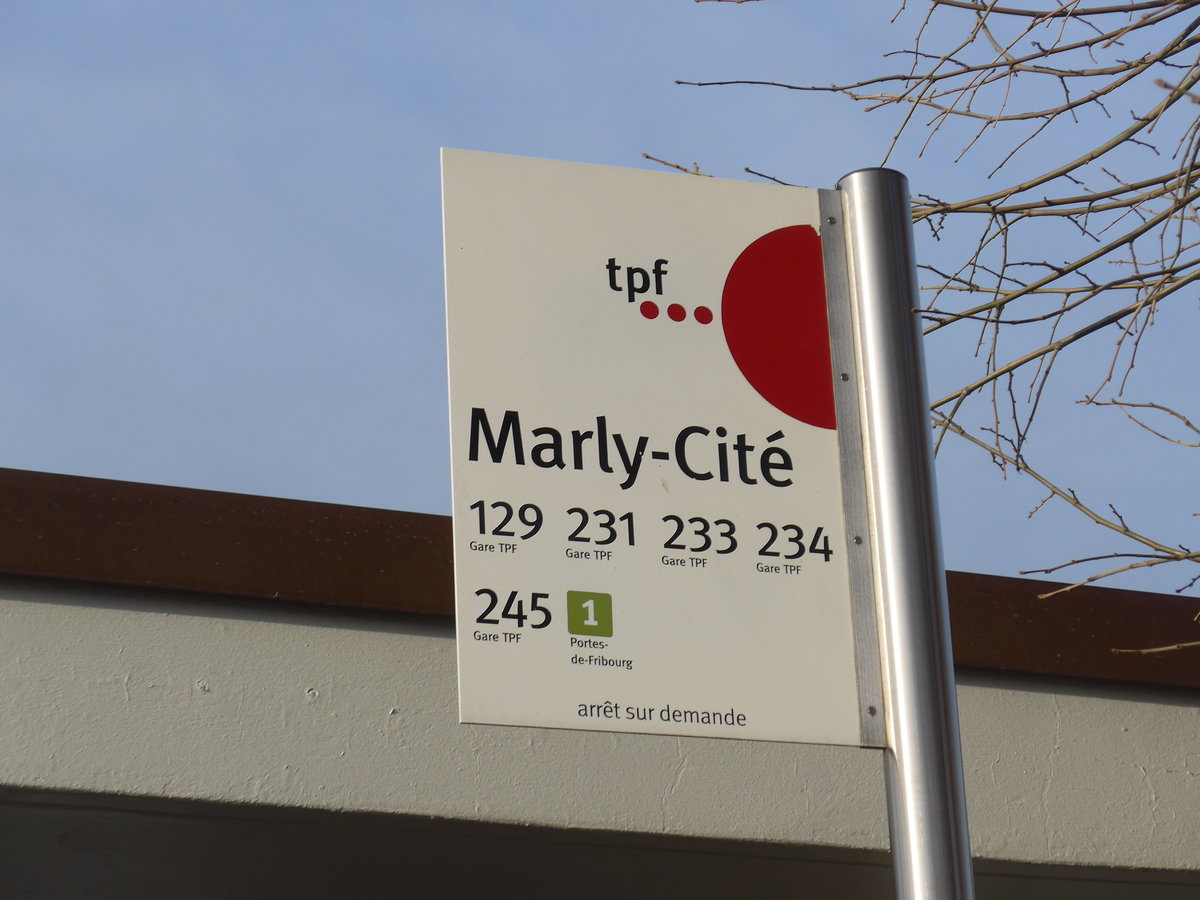 tpf
Marly-Cité
129 231 233 234
Gare TPF Gare TPF Gare TPF Gare TPF
245 1
Gare TPF Portes-
de-Fribourg
arrêt sur demande